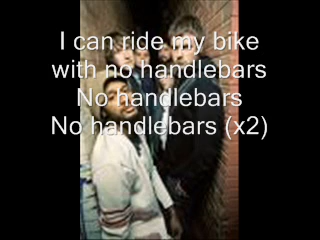 I can ride my bike
with no handlebars
No handlebars
No handlebars (x2)